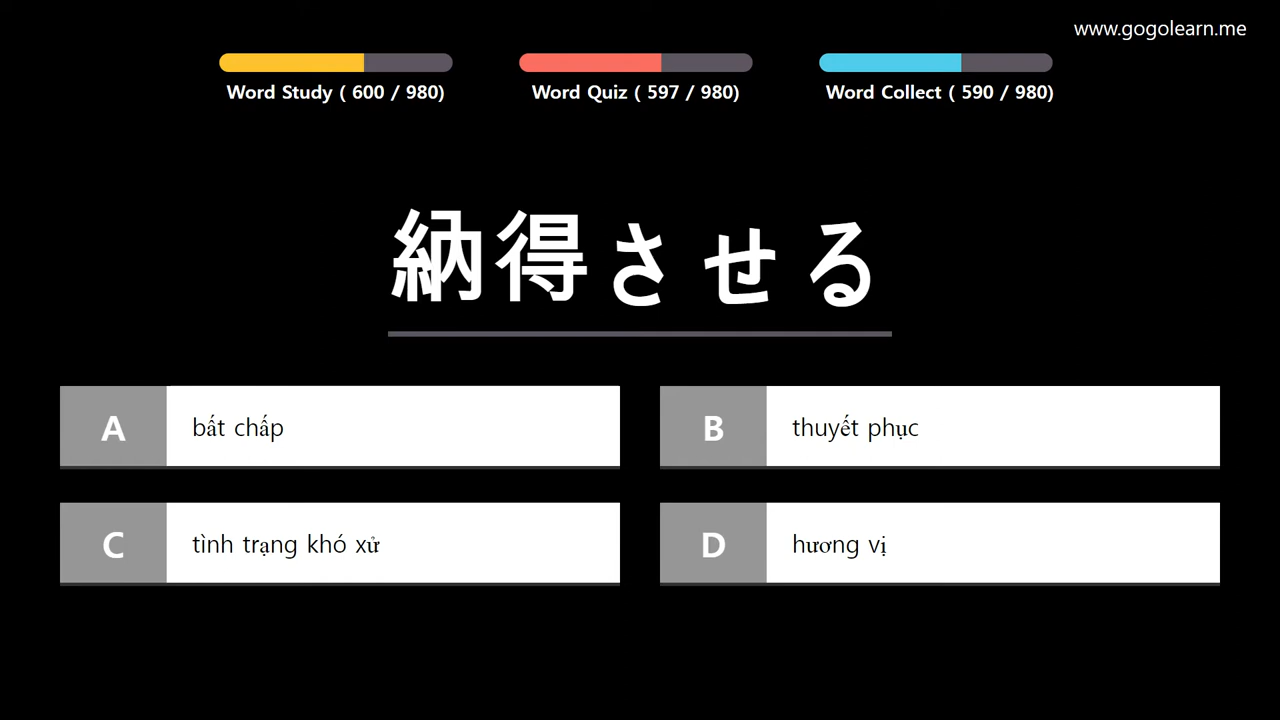 www.gogolearn.me
Word Study ( 600 / 980)
Word Quiz ( 597 / 980)
Word Collect ( 590 / 980)
納得させる
A bất chấp
B thuyết phục
C tình trạng khó xử
D hương vị